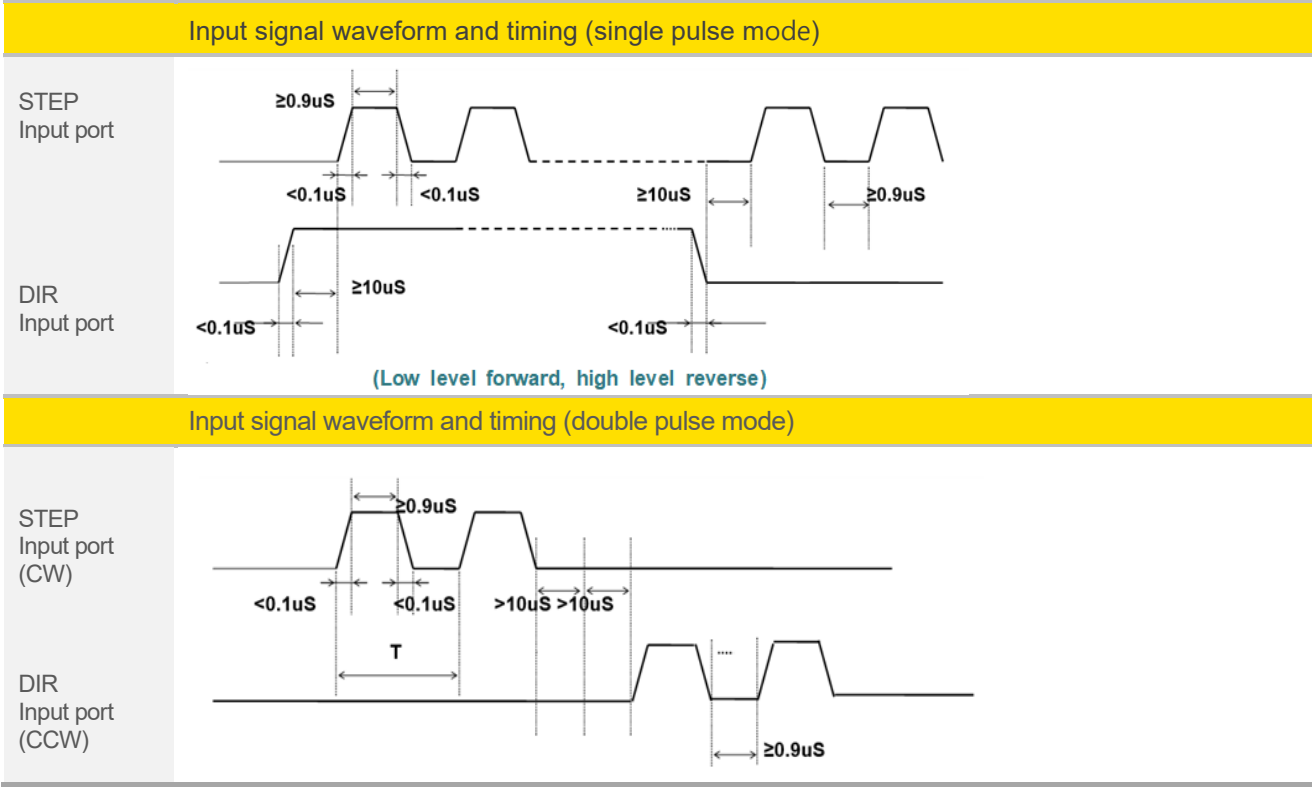 Input signal waveform and timing (single pulse mode)
STEP
Input port
≥0.9uS
<0.1uS
<0.1uS
≥10uS
≥0.9uS
DIR
Input port
≥10uS
<0.1uS
<0.1uS
(Low level forward, high level reverse)
Input signal waveform and timing (double pulse mode)
STEP
Input port
(CW)
≥0.9uS
<0.1uS
<0.1uS
>10uS >10uS
T
DIR
Input port
(CCW)
≥0.9uS